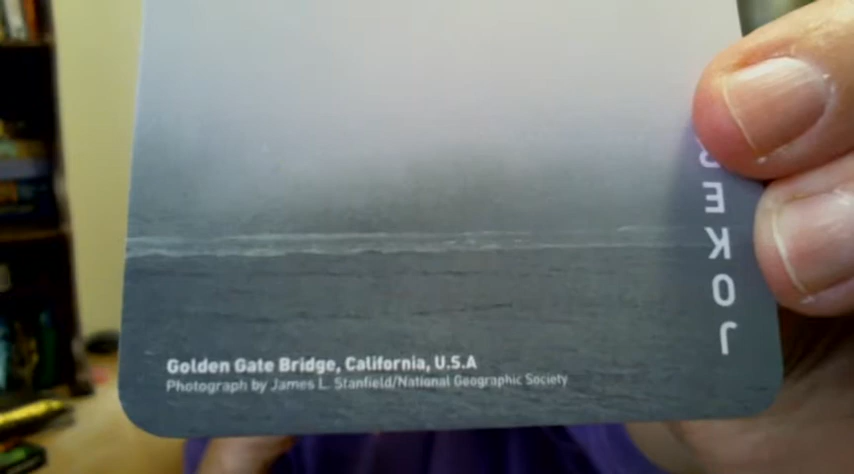 Golden Gate Bridge, California, U.S.A
Photograph by James L. Stanfield/National Geographic Society
JOKER